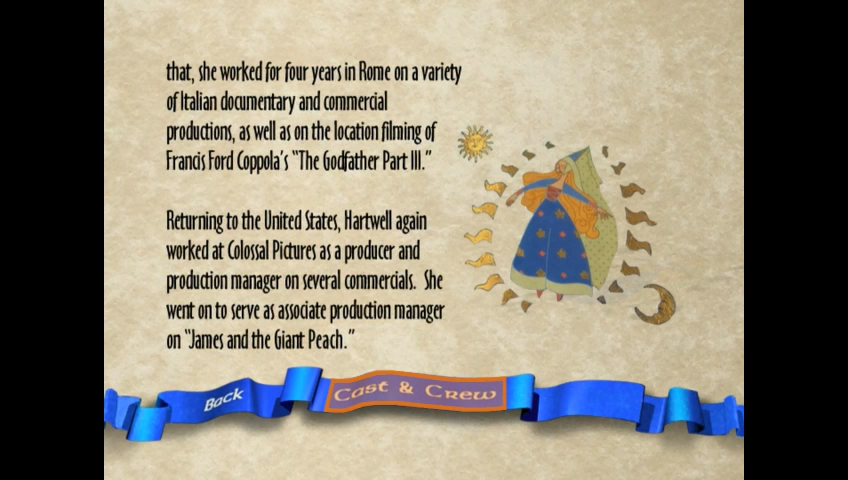 that, she worked for four years in Rome on a variety
of Italian documentary and commercial
productions, as well as on the location filming of
Francis Ford Coppola's "The Godfather Part III."
Returning to the United States, Hartwell again
worked at Colossal Pictures as a producer and
production manager on several commercials. She
went on to serve as associate production manager
on "James and the Giant Peach."
Back
Cast & Crew